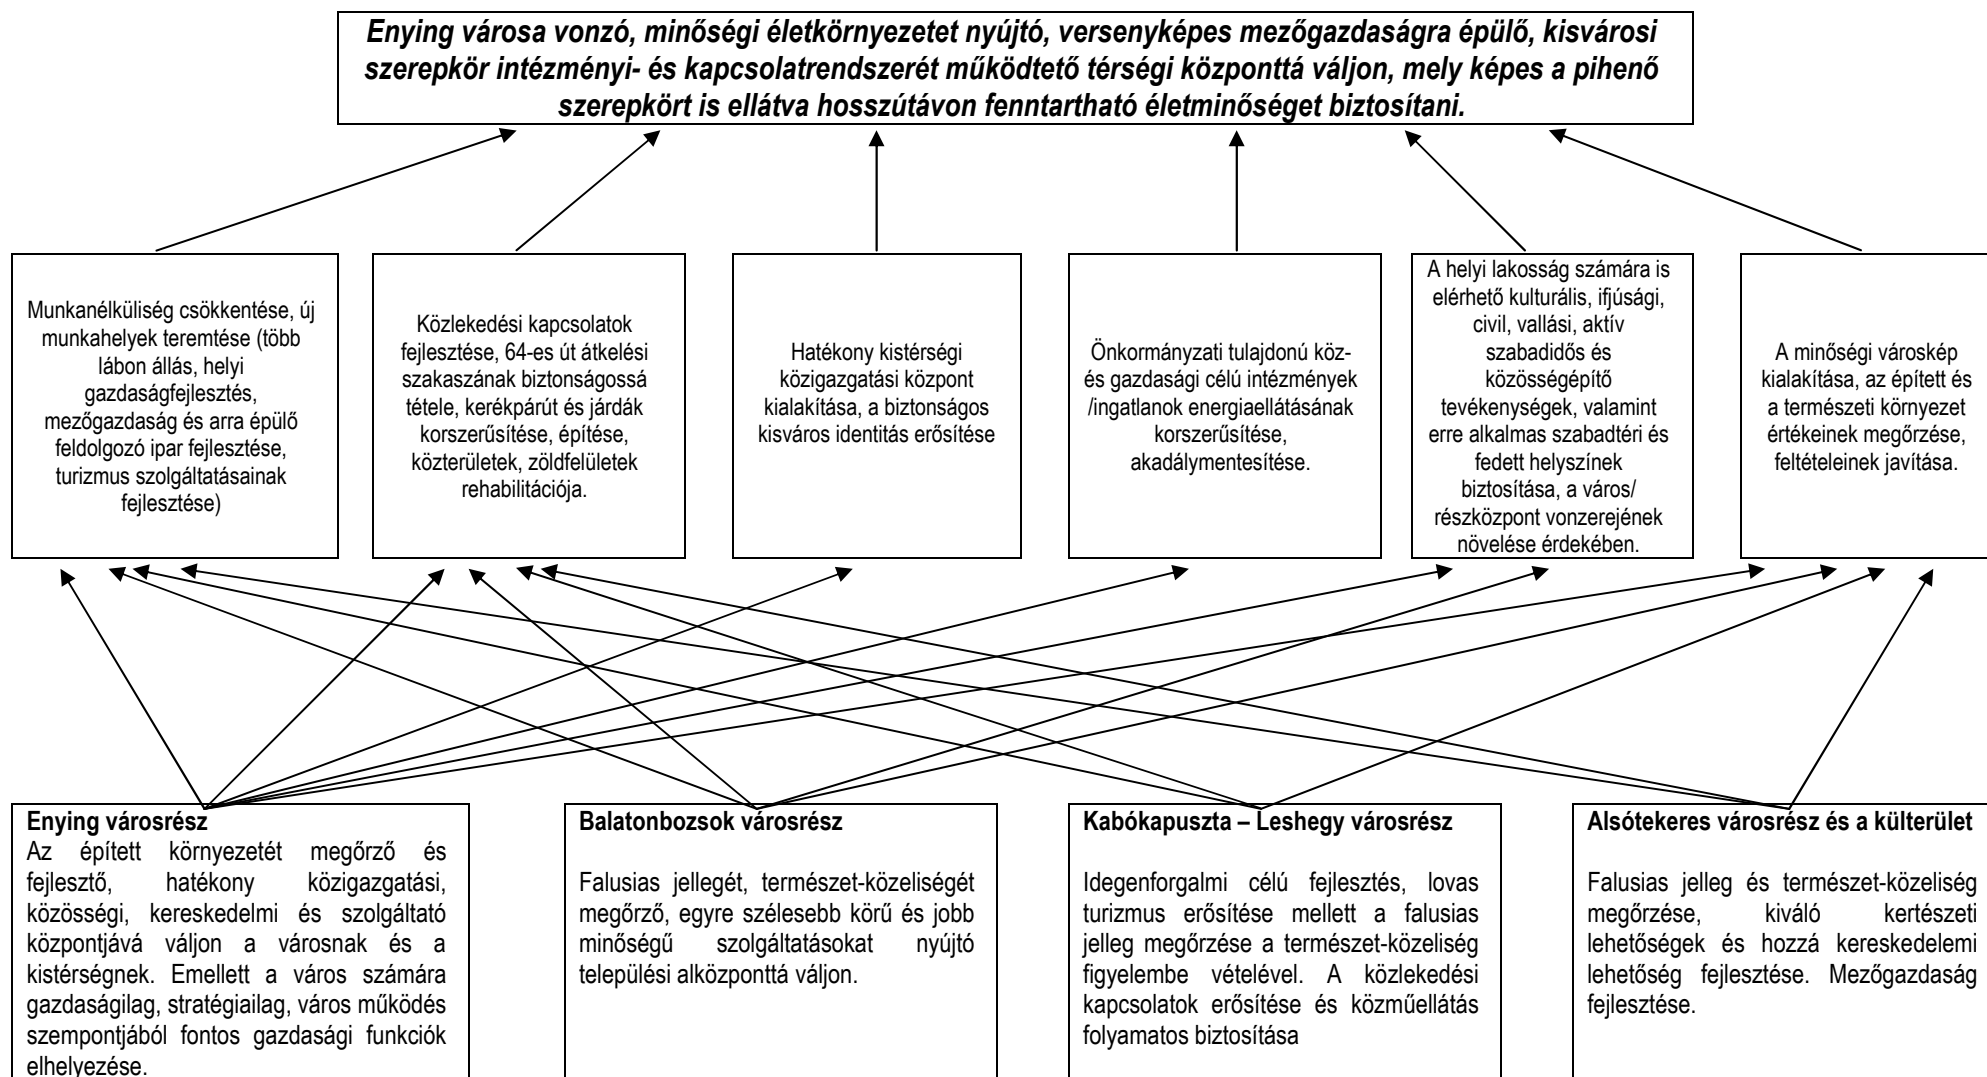 Enying városa vonzó, minőségi életkörnyezetet nyújtó, versenyképes mezőgazdaságra épülő, kisvárosi
szerepkör intézményi- és kapcsolatrendszerét működtető térségi központtá váljon, mely képes a pihenő
szerepkört is ellátva hosszútávon fenntartható életminőséget biztosítani.
Munkanélküliség csökkentése, új
munkahelyek teremtése (több
lábon állás, helyi
gazdaságfejlesztés,
mezőgazdaság és arra épülő
feldolgozó ipar fejlesztése,
turizmus szolgáltatásainak
fejlesztése)
Közlekedési kapcsolatok
fejlesztése, 64-es út átkelési
szakaszának biztonságossá
tétele, kerékpárút és járdák
korszerűsítése, építése,
közterületek, zöldfelületek
rehabilitációja.
Hatékony kistérségi
közigazgatási központ
kialakítása, a biztonságos
kisváros identitás erősítése
Önkormányzati tulajdonú köz-
és gazdasági célú intézmények
/ingatlanok energiaellátásának
korszerűsítése,
akadálymentesítése.
A helyi lakosság számára is
elérhető kulturális, ifjúsági,
civil, vallási, aktív
szabadidős és
közösségépítő
tevékenységek, valamint
erre alkalmas szabadtéri és
fedett helyszínek
biztosítása, a város/
részközpont vonzerejének
növelése érdekében.
A minőségi városkép
kialakítása, az épített és
a természeti környezet
értékeinek megőrzése,
feltételeinek javítása.
Enying városrész
Az épített környezetét megőrző és
fejlesztő, hatékony közigazgatási,
közösségi, kereskedelmi és szolgáltató
központjává váljon a városnak és a
kistérségnek. Emellett a város számára
gazdaságilag, stratégiailag, város működés
szempontjából fontos gazdasági funkciók
elhelyezése.
Balatonbozsok városrész
Falusias jellegét, természet-közeliségét
megőrző, egyre szélesebb körű és jobb
minőségű szolgáltatásokat nyújtó
települési alközponttá váljon.
Kabókapuszta – Leshegy városrész
Idegenforgalmi célú fejlesztés, lovas
turizmus erősítése mellett a falusias
jelleg megőrzése a természet-közeliség
figyelembe vételével. A közlekedési
kapcsolatok erősítése és közműellátás
folyamatos biztosítása
Alsótekeres városrész és a külterület
Falusias jelleg és természet-közeliség
megőrzése, kiváló kertészeti
lehetőségek és hozzá kereskedelemi
lehetőség fejlesztése. Mezőgazdaság
fejlesztése.